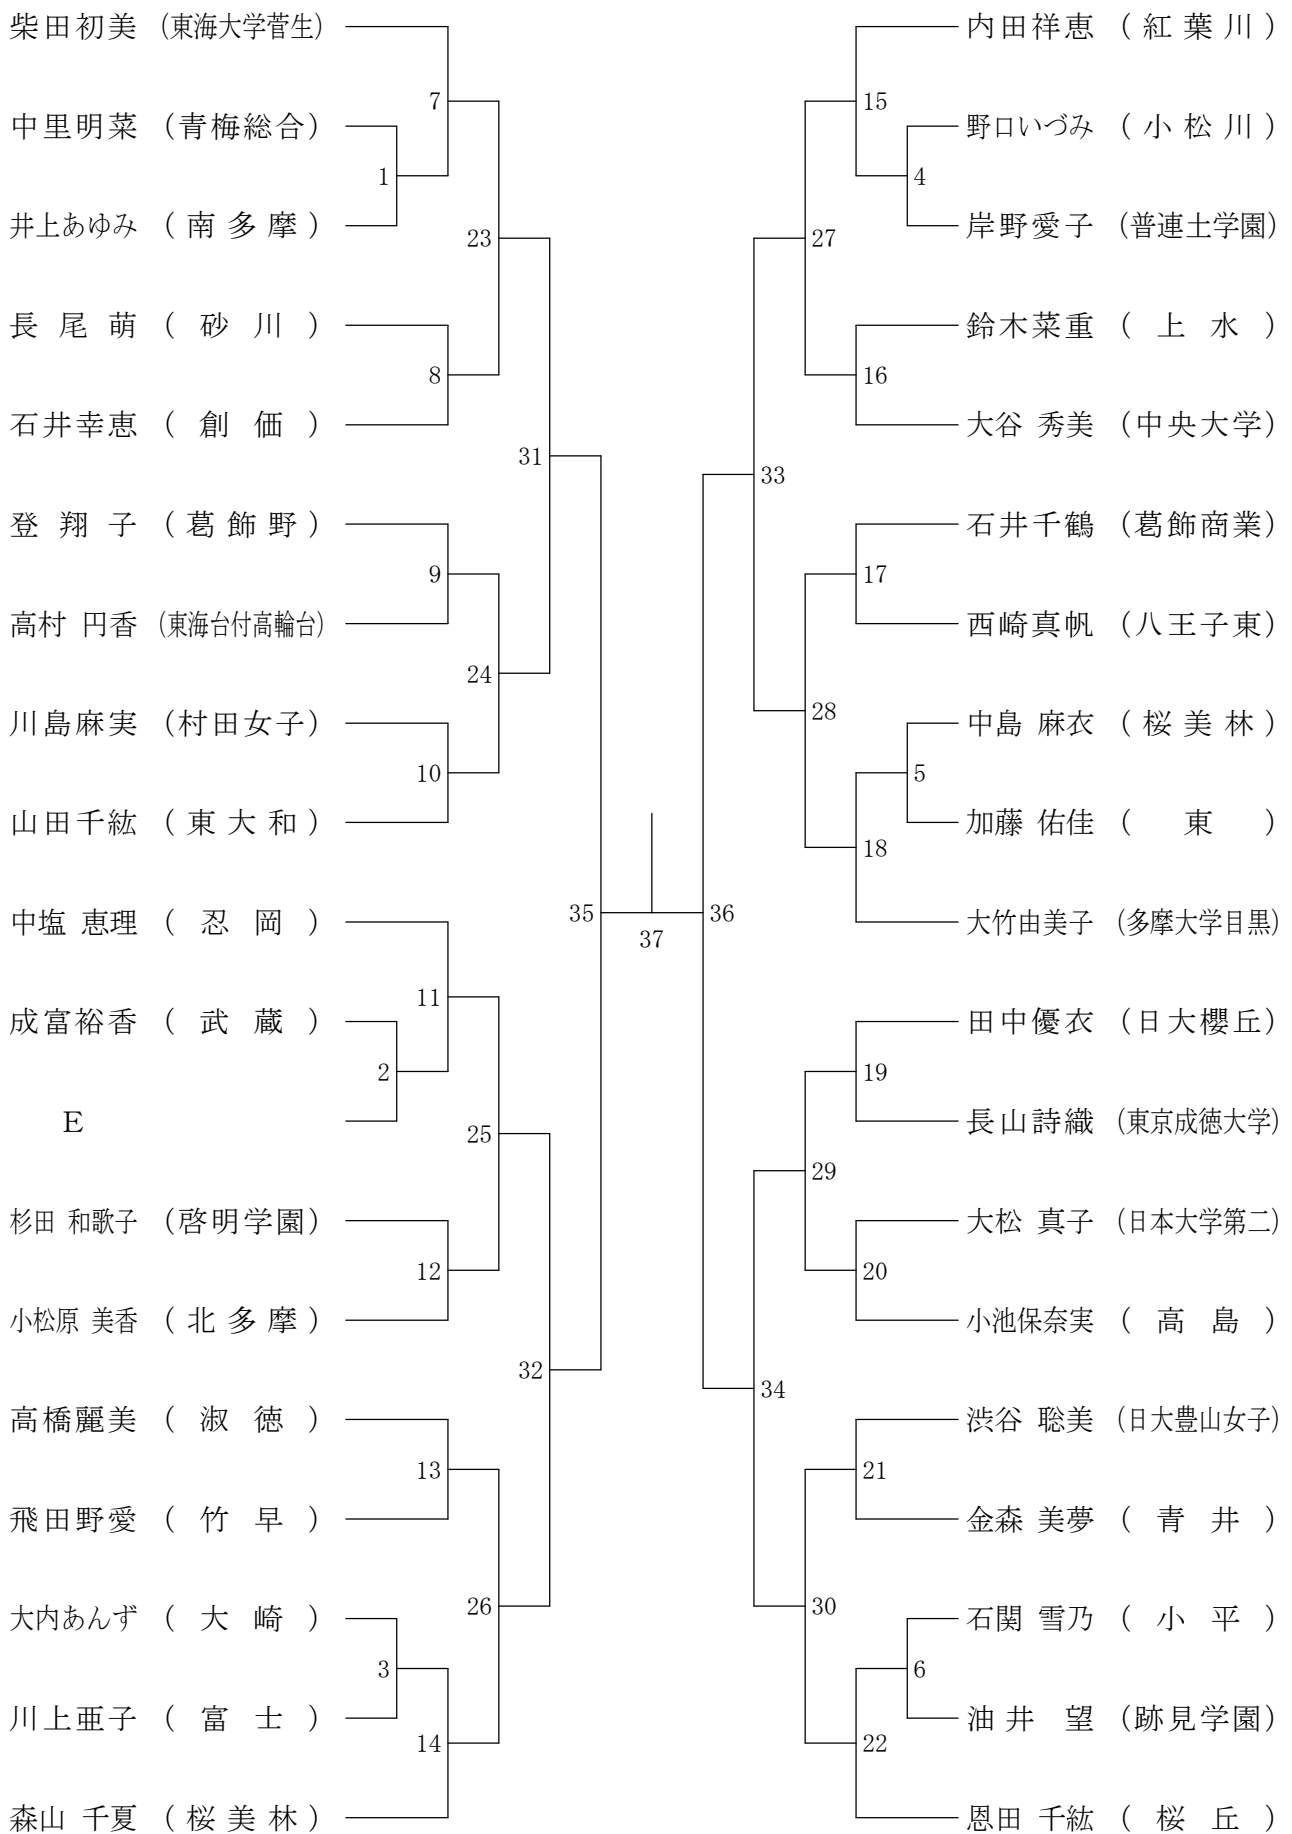 柴田初美 (東海大学菅生)
7
中里明菜 (青梅総合)
1
井上あゆみ (南多摩)
23
長尾萌 (砂川)
8
石井幸恵 (創価)
31
登翔子 (葛飾野)
9
高村 円香 (東海台付高輪台)
24
川島麻実 (村田女子)
10
山田千紘 (東大和)
35
中塩 恵理 (忍岡)
11
成富裕香 (武蔵)
2
E
25
杉田 和歌子 (啓明学園)
12
小松原 美香 (北多摩)
32
高橋麗美 (淑徳)
13
飛田野愛 (竹早)
26
大内あんず (大崎)
3
川上亜子 (富士)
14
森山 千夏 (桜美林)
37
内田祥恵 (紅葉川)
15
野口いづみ (小松川)
4
岸野愛子 (普連土学園)
27
鈴木菜重 (上水)
16
大谷 秀美 (中央大学)
33
石井千鶴 (葛飾商業)
17
西崎真帆 (八王子東)
28
中島 麻衣 (桜美林)
5
加藤 佑佳 (東)
18
大竹由美子 (多摩大学目黒)
36
田中優衣 (日大櫻丘)
19
長山詩織 (東京成徳大学)
29
大松 真子 (日本大学第二)
20
小池保奈実 (高島)
34
渋谷 聡美 (日大豊山女子)
21
金森 美夢 (青井)
30
石関 雪乃 (小平)
6
油井 望 (跡見学園)
22
恩田 千紘 (桜丘)